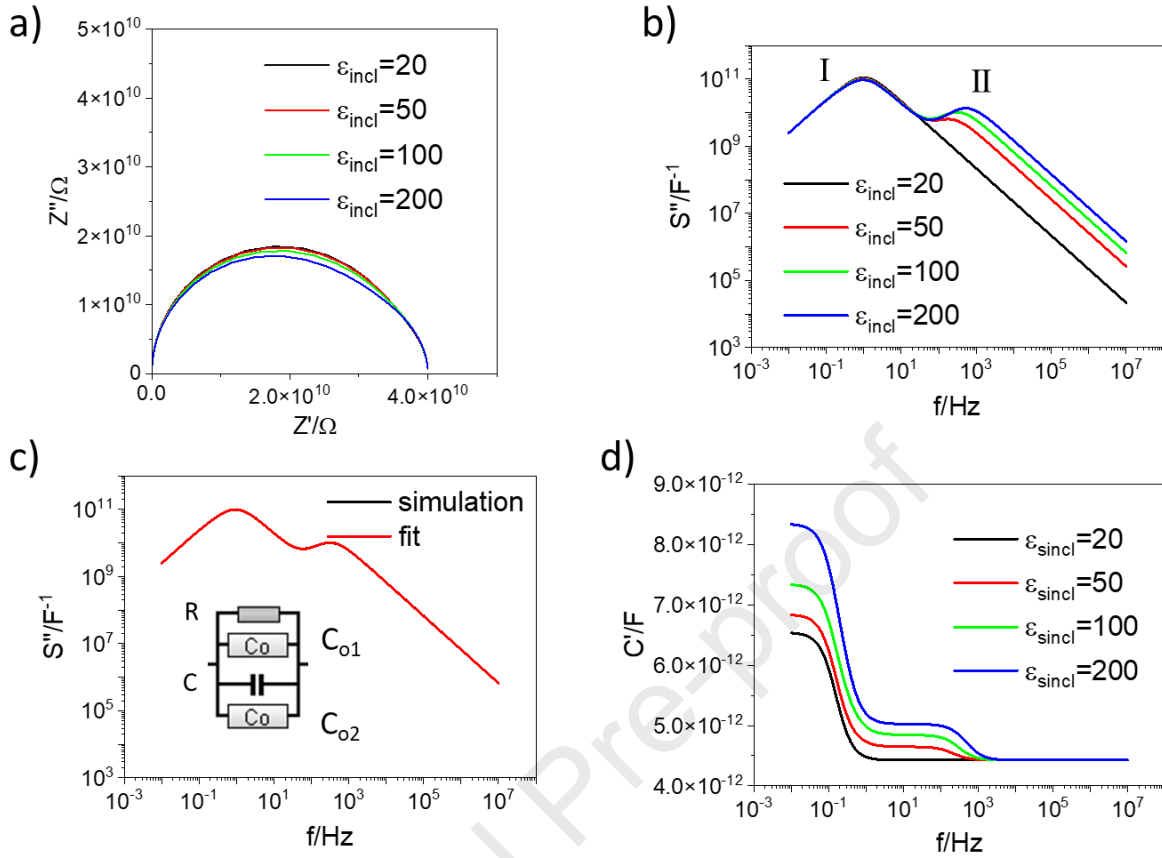 a)
5×10¹⁰
4×10¹⁰
3×10¹⁰
2×10¹⁰
1×10¹⁰
0
Z''/Ω
0.0
2.0×10¹⁰
4.0×10¹⁰
Z'/Ω
ε_incl=20
ε_incl=50
ε_incl=100
ε_incl=200
b)
10¹¹
10⁹
10⁷
10⁵
10³
S''/F⁻¹
I
II
ε_incl=20
ε_incl=50
ε_incl=100
ε_incl=200
10⁻³
10⁻¹
10¹
10³
10⁵
10⁷
f/Hz
c)
10¹¹
10⁹
10⁷
10⁵
10³
S''/F⁻¹
simulation
fit
R
Co
C_o1
C
Co
C_o2
10⁻³
10⁻¹
10¹
10³
10⁵
10⁷
f/Hz
d)
9.0×10⁻¹²
8.0×10⁻¹²
7.0×10⁻¹²
6.0×10⁻¹²
5.0×10⁻¹²
4.0×10⁻¹²
C'/F
ε_sincl=20
ε_sincl=50
ε_sincl=100
ε_sincl=200
10⁻³
10⁻¹
10¹
10³
10⁵
10⁷
f/Hz
Pre-proof